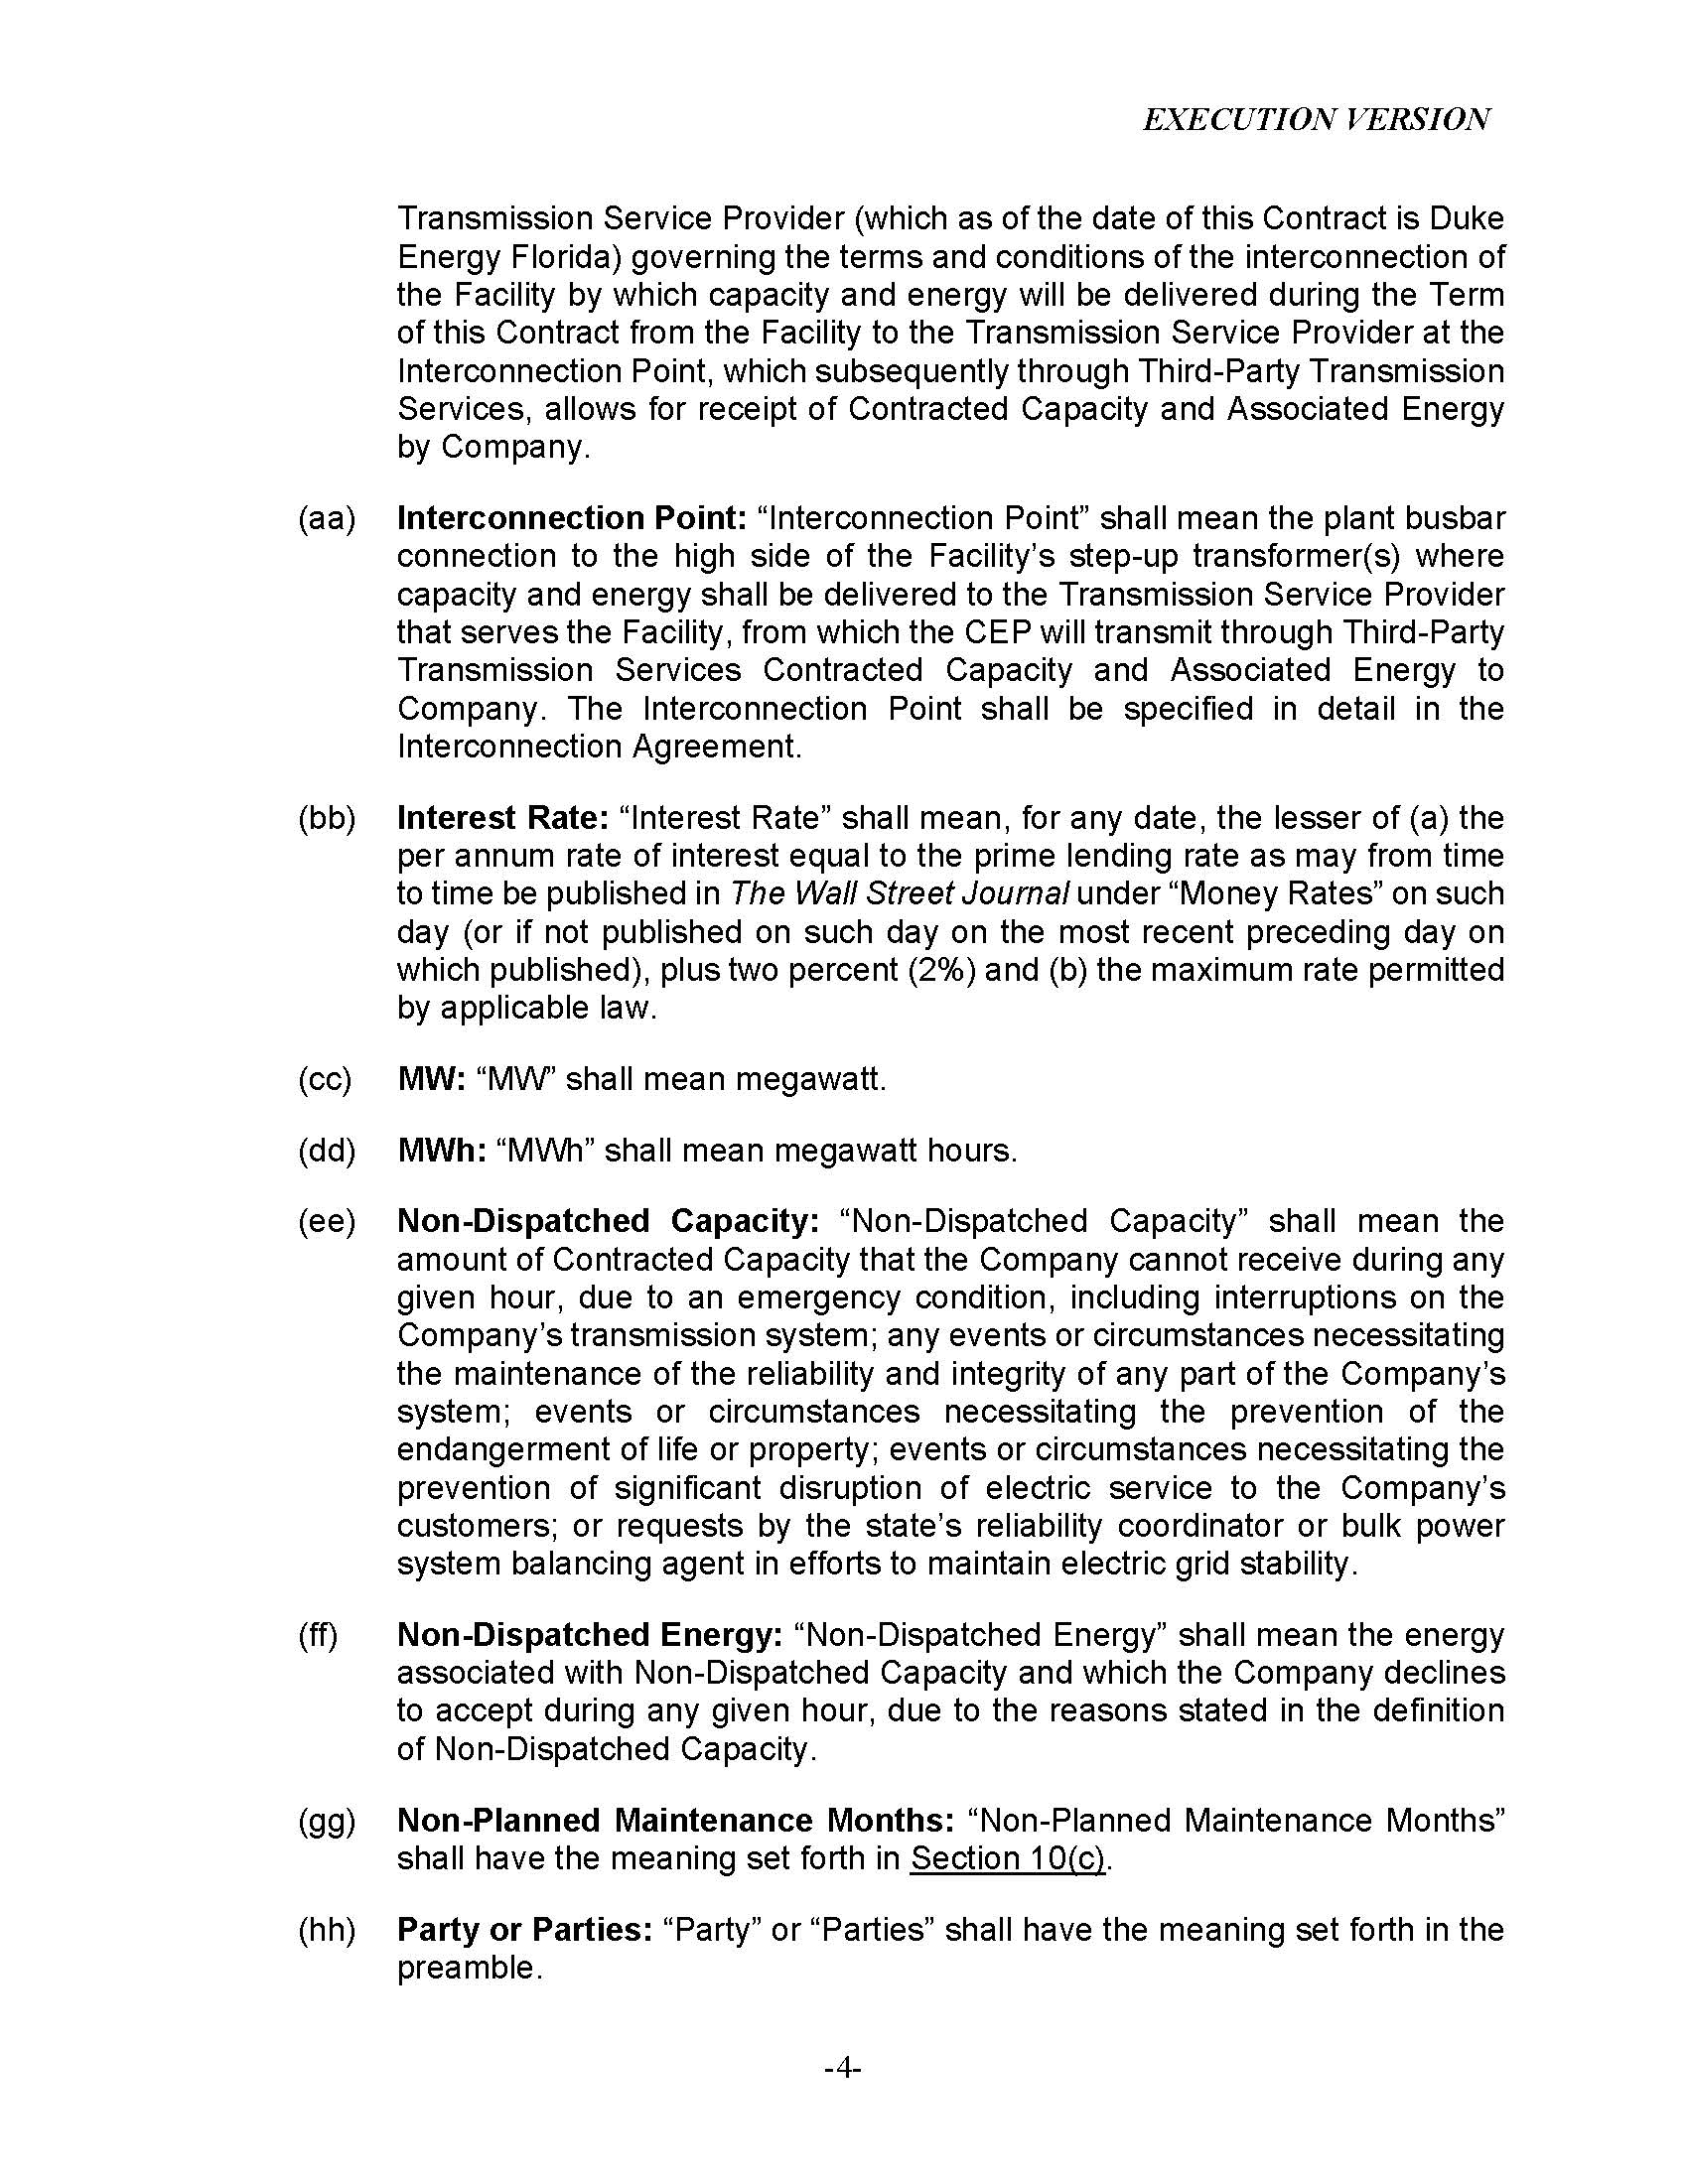 EXECUTION VERSION
Transmission Service Provider (which as of the date of this Contract is Duke
Energy Florida) governing the terms and conditions of the interconnection of
the Facility by which capacity and energy will be delivered during the Term
of this Contract from the Facility to the Transmission Service Provider at the
Interconnection Point, which subsequently through Third-Party Transmission
Services, allows for receipt of Contracted Capacity and Associated Energy
by Company.
(aa) Interconnection Point: “Interconnection Point” shall mean the plant busbar
connection to the high side of the Facility’s step-up transformer(s) where
capacity and energy shall be delivered to the Transmission Service Provider
that serves the Facility, from which the CEP will transmit through Third-Party
Transmission Services Contracted Capacity and Associated Energy to
Company. The Interconnection Point shall be specified in detail in the
Interconnection Agreement.
(bb) Interest Rate: “Interest Rate” shall mean, for any date, the lesser of (a) the
per annum rate of interest equal to the prime lending rate as may from time
to time be published in The Wall Street Journal under “Money Rates” on such
day (or if not published on such day on the most recent preceding day on
which published), plus two percent (2%) and (b) the maximum rate permitted
by applicable law.
(cc) MW: “MW” shall mean megawatt.
(dd) MWh: “MWh” shall mean megawatt hours.
(ee) Non-Dispatched Capacity: “Non-Dispatched Capacity” shall mean the
amount of Contracted Capacity that the Company cannot receive during any
given hour, due to an emergency condition, including interruptions on the
Company’s transmission system; any events or circumstances necessitating
the maintenance of the reliability and integrity of any part of the Company’s
system; events or circumstances necessitating the prevention of the
endangerment of life or property; events or circumstances necessitating the
prevention of significant disruption of electric service to the Company’s
customers; or requests by the state’s reliability coordinator or bulk power
system balancing agent in efforts to maintain electric grid stability.
(ff) Non-Dispatched Energy: “Non-Dispatched Energy” shall mean the energy
associated with Non-Dispatched Capacity and which the Company declines
to accept during any given hour, due to the reasons stated in the definition
of Non-Dispatched Capacity.
(gg) Non-Planned Maintenance Months: “Non-Planned Maintenance Months”
shall have the meaning set forth in Section 10(c).
(hh) Party or Parties: “Party” or “Parties” shall have the meaning set forth in the
preamble.
-4-